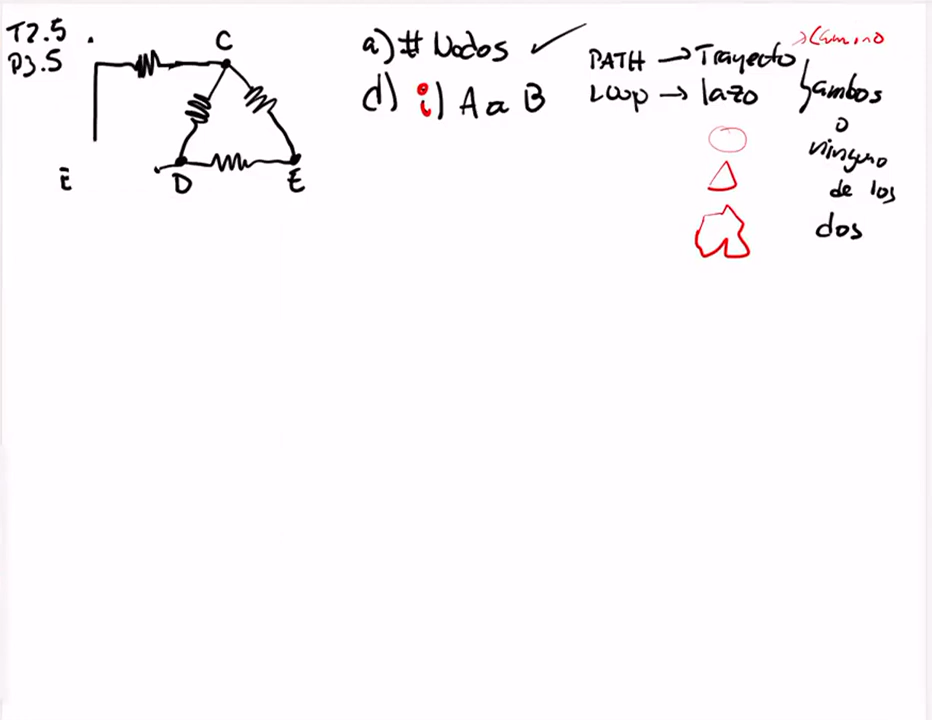 T2.5
P3.5
C
D
E
Ē
a) # Nodos
d) i) A a B
PATH → Trayecto
LOOP → lazo
> Camino
ambos
o
ninguno
de los
dos